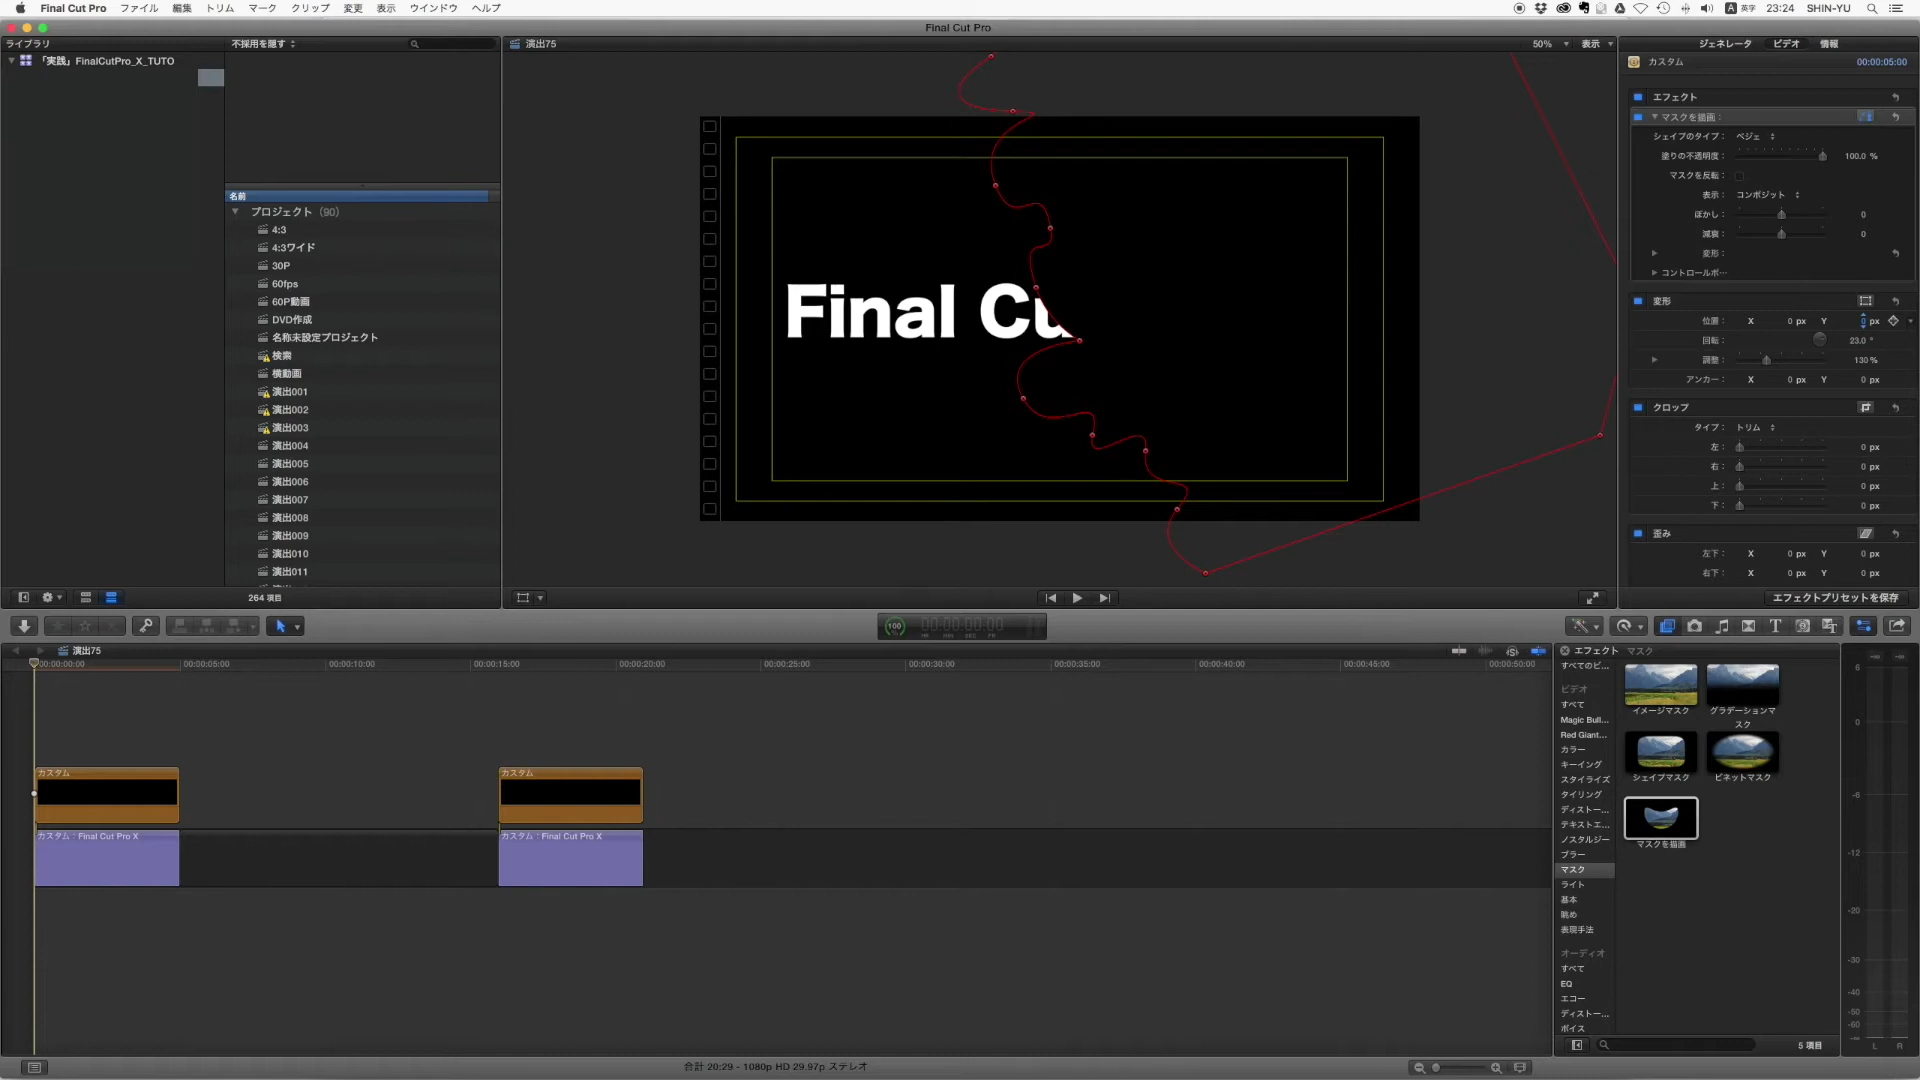 Final Cut Pro ファイル 編集 トリム マーク クリップ 変更 表示 ウインドウ ヘルプ
A 英字 23:24 SHIN-YU
Final Cut Pro
ライブラリ 不採用を隠す 演出75 50% 表示 ジェネレータ ビデオ 情報
「実践」FinalCutPro_X_TUTO
カスタム 00:00:05:00
エフェクト
マスクを描画:
シェイプのタイプ: ベジェ
塗りの不透明度: 100.0 %
マスクを反転:
表示: コンポジット
ぼかし: 0
減衰: 0
変形:
コントロールポ…
変形
位置: X 0 px Y 0 px
回転: 23.0 °
調整: 130 %
アンカー: X 0 px Y 0 px
クロップ
タイプ: トリム
左: 0 px
右: 0 px
上: 0 px
下: 0 px
歪み
左下: X 0 px Y 0 px
右下: X 0 px Y 0 px
エフェクトプリセットを保存
名前
プロジェクト (90)
4:3
4:3ワイド
30P
60fps
60P動画
DVD作成
名称未設定プロジェクト
検索
横動画
演出001
演出002
演出003
演出004
演出005
演出006
演出007
演出008
演出009
演出010
演出011
264 項目
Final Cu
100 00:00:00:00
HR MIN SEC FR
演出75
00:00:00:00 00:00:05:00 00:00:10:00 00:00:15:00 00:00:20:00 00:00:25:00 00:00:30:00 00:00:35:00 00:00:40:00 00:00:45:00 00:00:50:00
カスタム カスタム
カスタム : Final Cut Pro X カスタム : Final Cut Pro X
エフェクト マスク
すべてのビ…
ビデオ
すべて
Magic Bull...
Red Giant...
カラー
キーイング
スタイライズ
タイリング
ディストー…
テキストエ…
ノスタルジー
ブラー
マスク
ライト
基本
眺め
表現手法
オーディオ
すべて
EQ
エコー
ディストー…
ボイス
イメージマスク
グラデーションマスク
シェイプマスク
ビネットマスク
マスクを描画
5 項目
6
0
-6
-12
-20
-30
-40
-50
-60
-∞
L R
合計 20:29 - 1080p HD 29.97p ステレオ